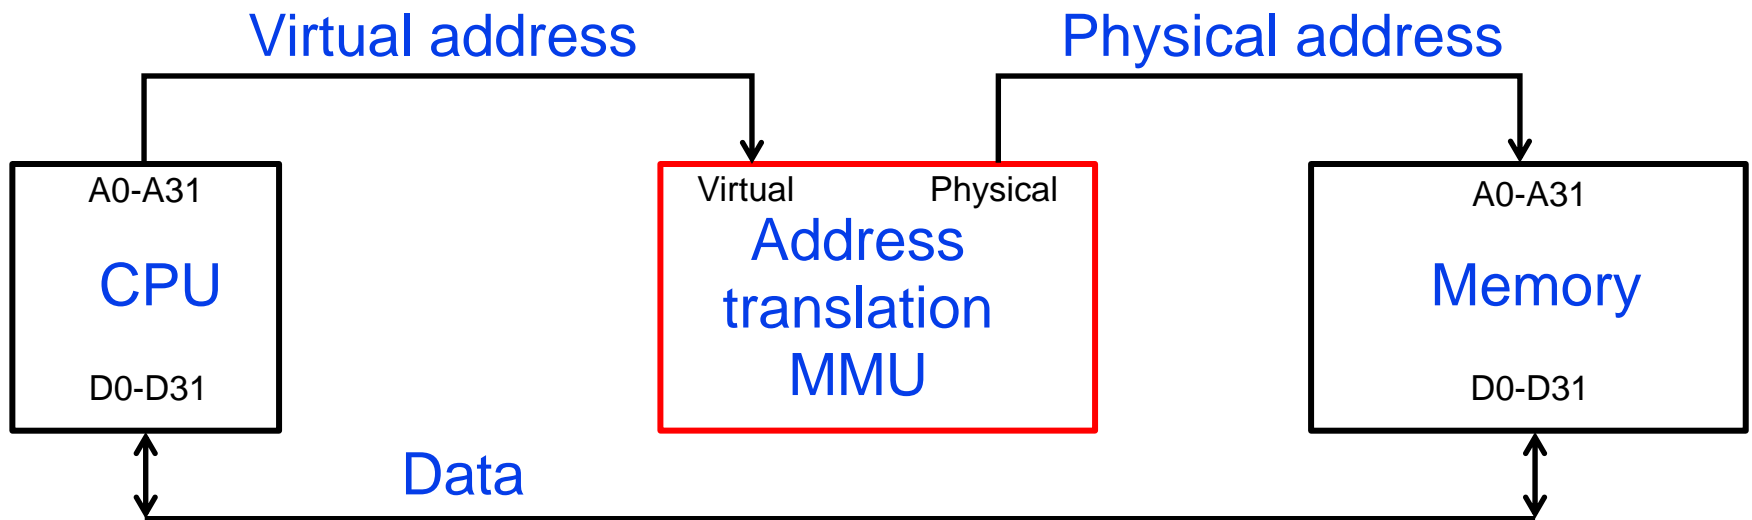 Virtual address
Physical address
A0-A31
CPU
D0-D31
Virtual
Physical
Address
translation
MMU
A0-A31
Memory
D0-D31
Data